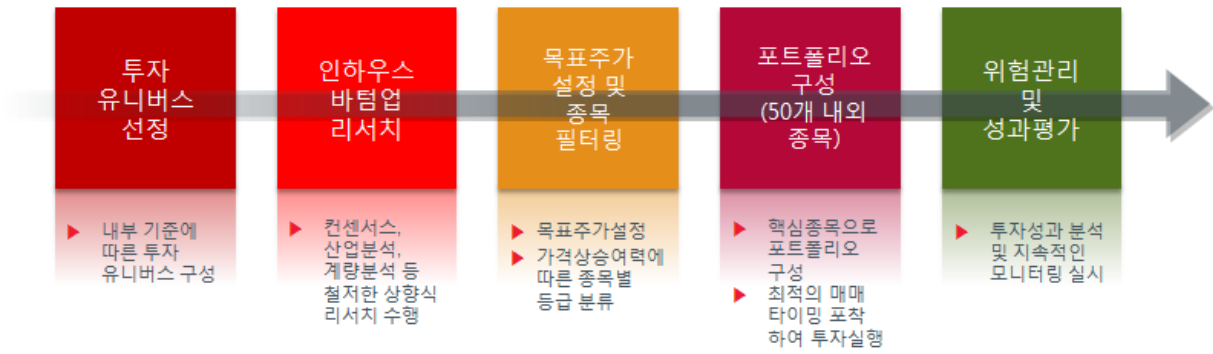 투자
유니버스
선정
내부 기준에
따른 투자
유니버스 구성
인하우스
바텀업
리서치
컨센서스,
산업분석,
계량분석 등
철저한 상향식
리서치 수행
목표주가
설정 및
종목
필터링
목표주가설정
가격상승여력에
따른 종목별
등급 분류
포트폴리오
구성
(50개 내외
종목)
핵심종목으로
포트폴리오
구성
최적의 매매
타이밍 포착
하여 투자실행
위험관리
및
성과평가
투자성과 분석
및 지속적인
모니터링 실시